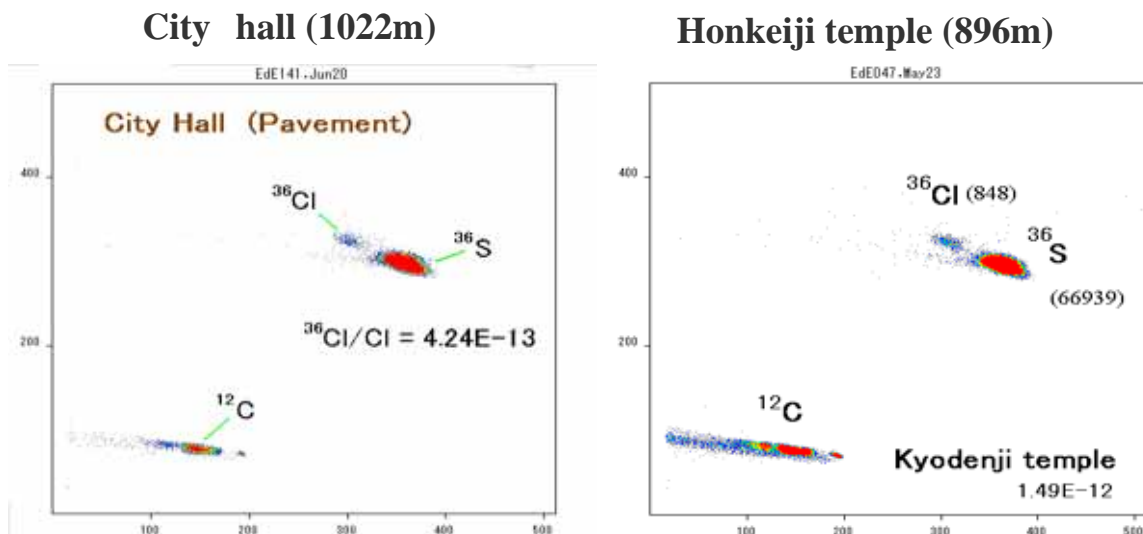 City hall (1022m)
Honkeiji temple (896m)
EdE141.Jun20
City Hall (Pavement)
400
³⁶Cl
³⁶S
³⁶Cl/Cl = 4.24E-13
200
¹²C
100
200
300
400
500
EdE047.May23
400
³⁶Cl (848)
³⁶S
(66939)
200
¹²C
Kyodenji temple
1.49E-12
100
200
300
400
500